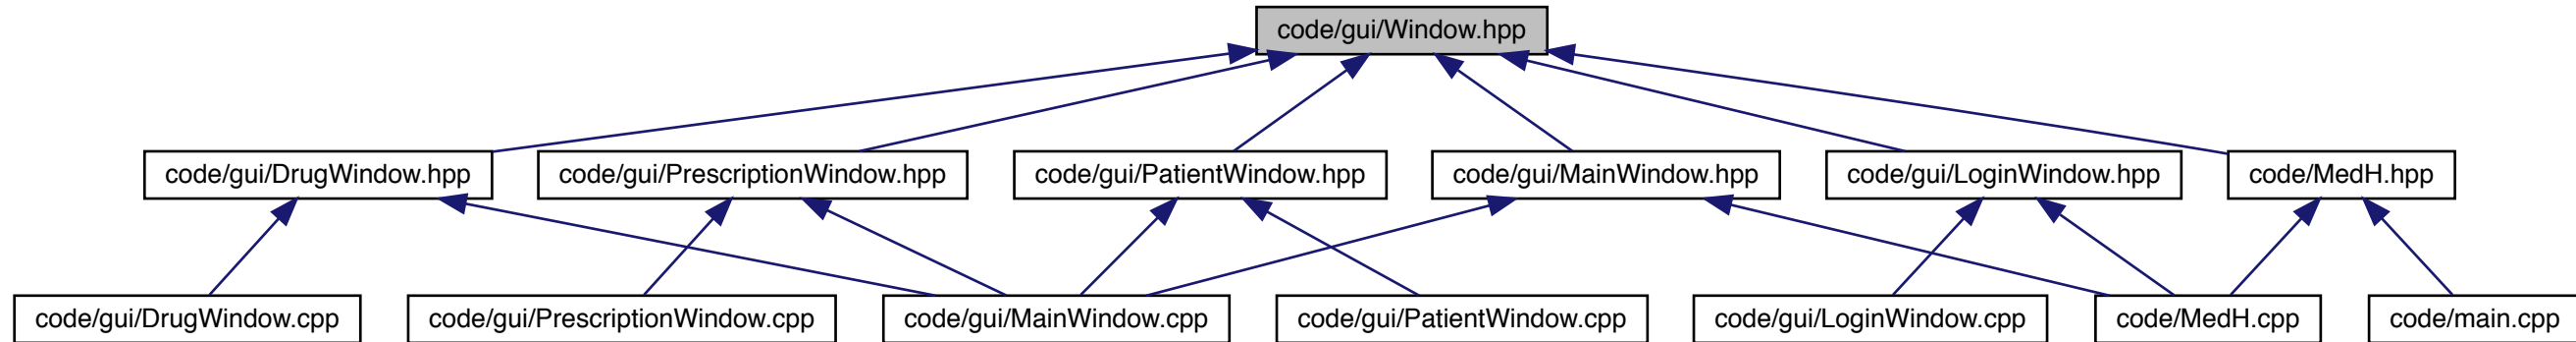 code/gui/Window.hpp
code/gui/DrugWindow.hpp
code/gui/PrescriptionWindow.hpp
code/gui/PatientWindow.hpp
code/gui/MainWindow.hpp
code/gui/LoginWindow.hpp
code/MedH.hpp
code/gui/DrugWindow.cpp
code/gui/PrescriptionWindow.cpp
code/gui/MainWindow.cpp
code/gui/PatientWindow.cpp
code/gui/LoginWindow.cpp
code/MedH.cpp
code/main.cpp